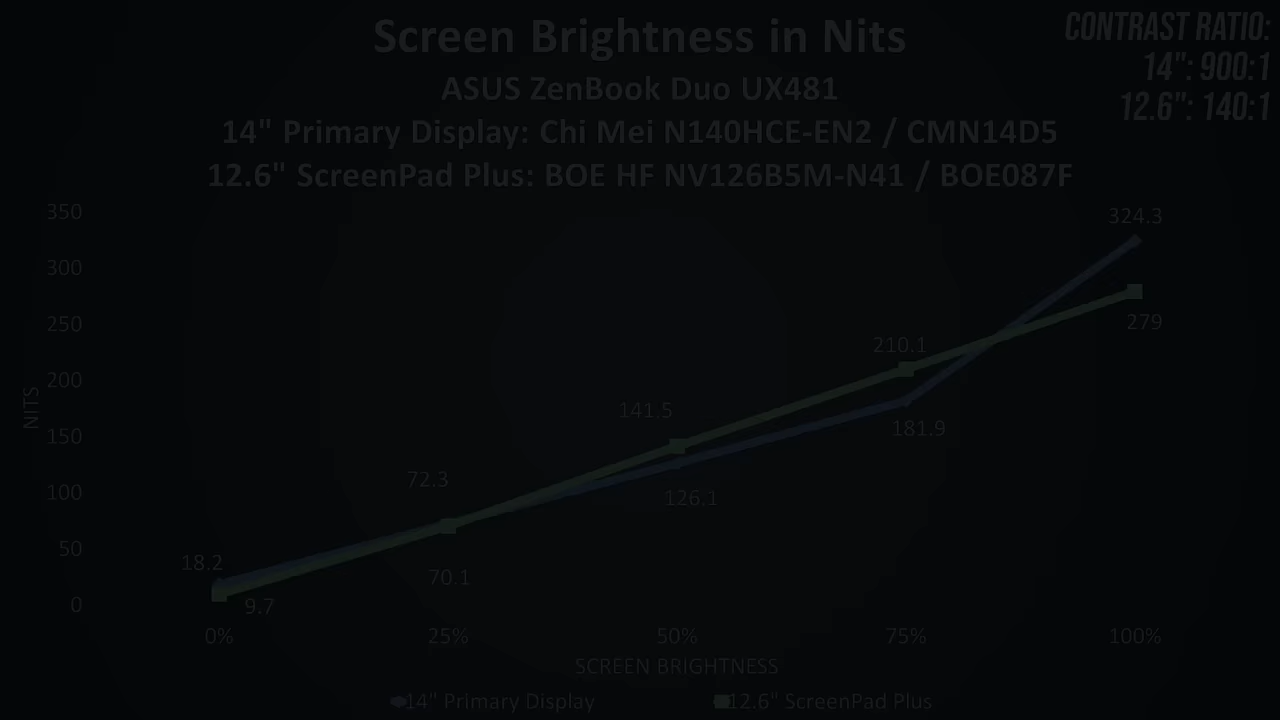 Screen Brightness in Nits
ASUS ZenBook Duo UX481
14" Primary Display: Chi Mei N140HCE-EN2 / CMN14D5
12.6" ScreenPad Plus: BOE HF NV126B5M-N41 / BOE087F
CONTRAST RATIO:
14": 900:1
12.6": 140:1
350
300
250
200
150
100
50
0
NITS
18.2
9.7
72.3
70.1
141.5
126.1
210.1
181.9
324.3
279
0%
25%
50%
75%
100%
SCREEN BRIGHTNESS
14" Primary Display
12.6" ScreenPad Plus